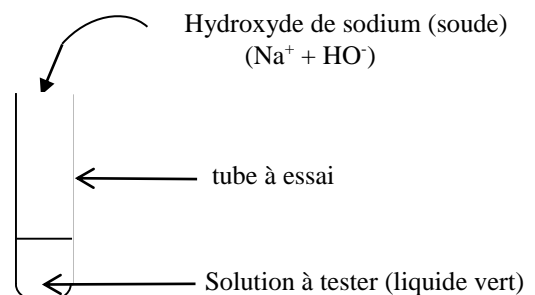 Hydroxyde de sodium (soude)
(Na⁺ + HO⁻)
tube à essai
Solution à tester (liquide vert)